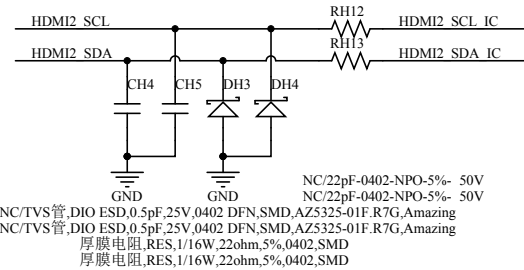 RH12
HDMI2_SCL HDMI2_SCL_IC
RH13
HDMI2_SDA HDMI2_SDA_IC
CH4 CH5 DH3 DH4
GND GND
NC/22pF-0402-NPO-5%- 50V
NC/22pF-0402-NPO-5%- 50V
NC/TVS管,DIO ESD,0.5pF,25V,0402 DFN,SMD,AZ5325-01F.R7G,Amazing
NC/TVS管,DIO ESD,0.5pF,25V,0402 DFN,SMD,AZ5325-01F.R7G,Amazing
厚膜电阻,RES,1/16W,22ohm,5%,0402,SMD
厚膜电阻,RES,1/16W,22ohm,5%,0402,SMD